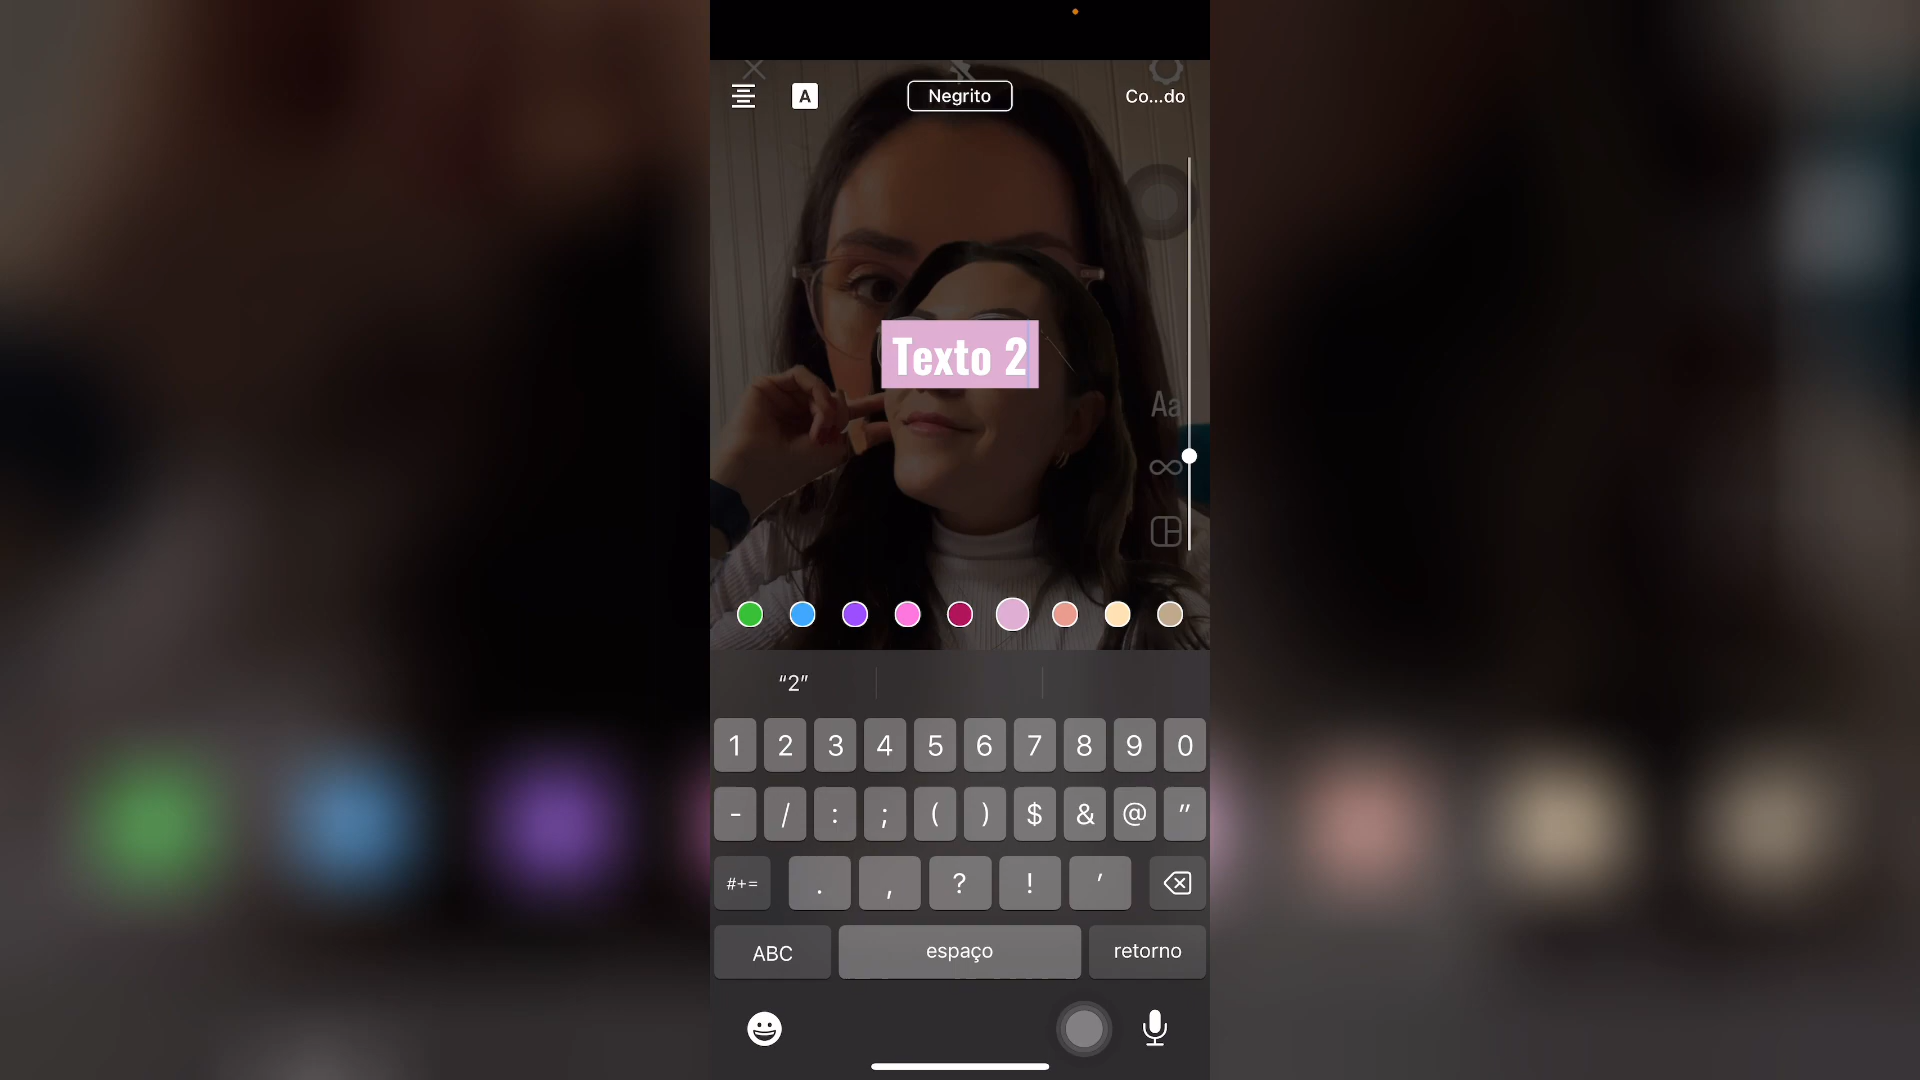 A
Negrito
Co...do
Texto 2
Aa
“2”
1 2 3 4 5 6 7 8 9 0
- / : ; ( ) $ & @ "
#+= . , ? ! '
ABC espaço retorno